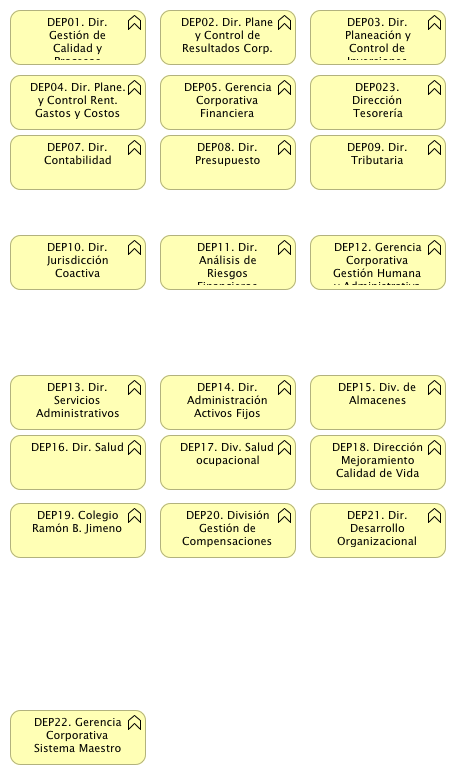 DEP01. Dir.
Gestión de
Calidad y
DEP02. Dir. Plane
y Control de
Resultados Corp.
DEP03. Dir.
Planeación y
Control de
DEP04. Dir. Plane.
y Control Rent.
Gastos y Costos
DEP05. Gerencia
Corporativa
Financiera
DEP023.
Dirección
Tesorería
DEP07. Dir.
Contabilidad
DEP08. Dir.
Presupuesto
DEP09. Dir.
Tributaria
DEP10. Dir.
Jurisdicción
Coactiva
DEP11. Dir.
Análisis de
Riesgos
DEP12. Gerencia
Corporativa
Gestión Humana
DEP13. Dir.
Servicios
Administrativos
DEP14. Dir.
Administración
Activos Fijos
DEP15. Div. de
Almacenes
DEP16. Dir. Salud
DEP17. Div. Salud
ocupacional
DEP18. Dirección
Mejoramiento
Calidad de Vida
DEP19. Colegio
Ramón B. Jimeno
DEP20. División
Gestión de
Compensaciones
DEP21. Dir.
Desarrollo
Organizacional
DEP22. Gerencia
Corporativa
Sistema Maestro